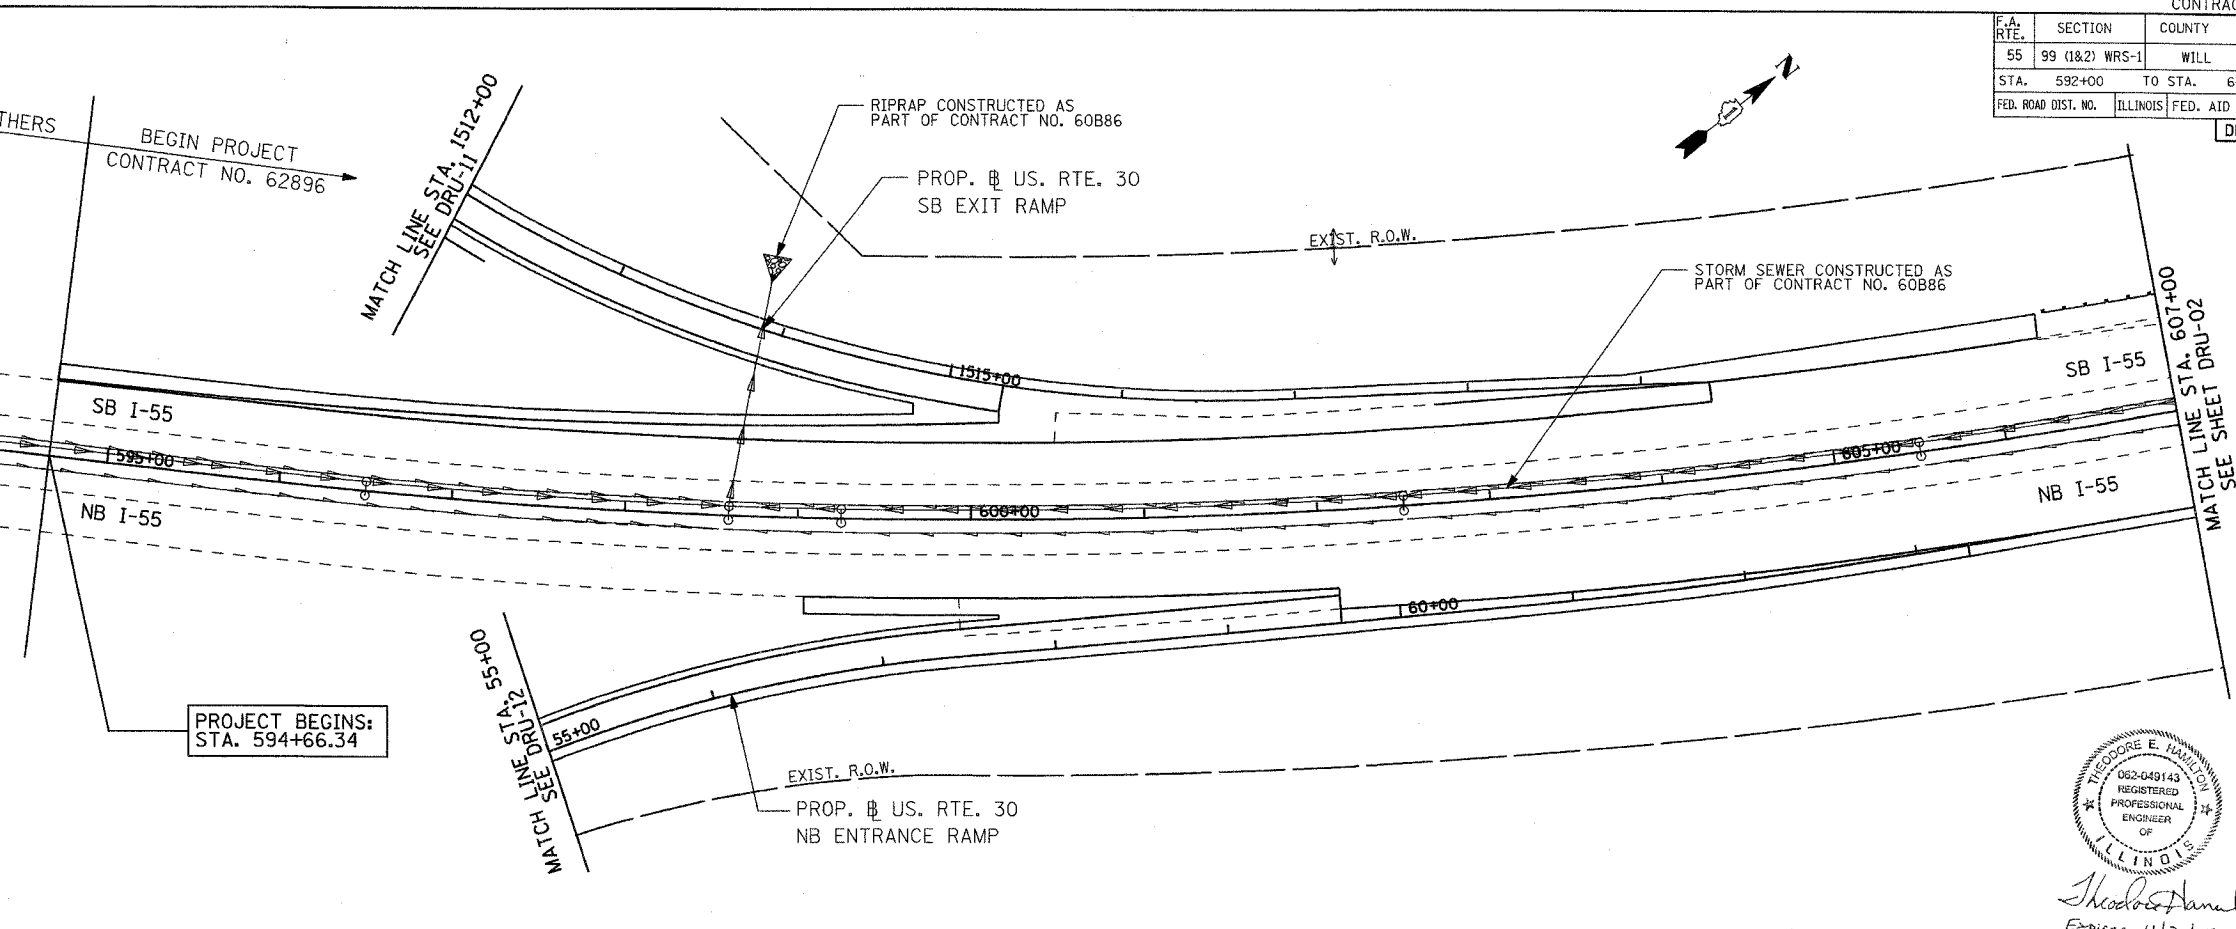 F.A. RTE. SECTION COUNTY
55 99 (1&2) WRS-1 WILL
STA. 592+00 TO STA. 6
FED. ROAD DIST. NO. ILLINOIS FED. AID
THERS
BEGIN PROJECT
CONTRACT NO. 62896
MATCH LINE STA. 1512+00
SEE DRU-11
RIPRAP CONSTRUCTED AS
PART OF CONTRACT NO. 60B86
PROP. ℄ US. RTE. 30
SB EXIT RAMP
N
EXIST. R.O.W.
STORM SEWER CONSTRUCTED AS
PART OF CONTRACT NO. 60B86
1515+00
SB I-55
SB I-55
595+00
600+00
605+00
NB I-55
NB I-55
MATCH LINE STA. 607+00
SEE SHEET DRU-02
60+00
PROJECT BEGINS:
STA. 594+66.34
MATCH LINE STA. 55+00
SEE DRU-12
55+00
EXIST. R.O.W.
PROP. ℄ US. RTE. 30
NB ENTRANCE RAMP
THEODORE E. HAMILTON
062-049143
REGISTERED
PROFESSIONAL
ENGINEER
OF
ILLINOIS